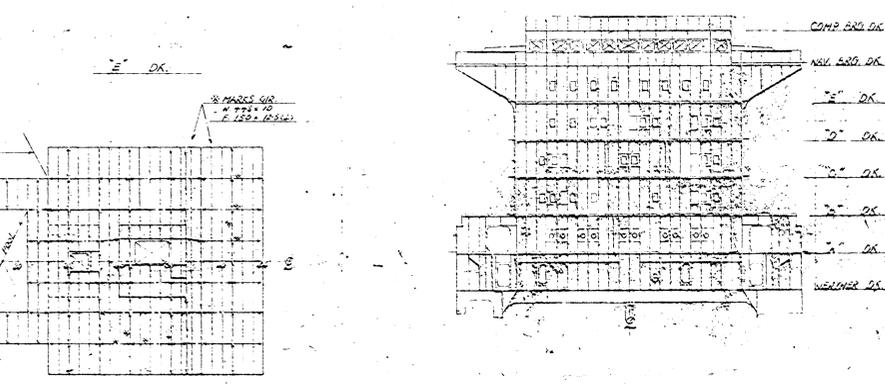 "E" DK.
※ MARKS GIR.
COMP. BRG. DK.
NAV. BRG. DK.
"E" DK.
"D" DK.
"C" DK.
"B" DK.
"A" DK
WEATHER DK.